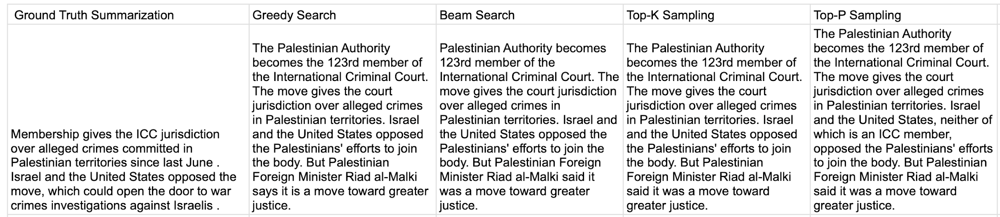 Ground Truth Summarization
Greedy Search
Beam Search
Top-K Sampling
Top-P Sampling
Membership gives the ICC jurisdiction
over alleged crimes committed in
Palestinian territories since last June .
Israel and the United States opposed the
move, which could open the door to war
crimes investigations against Israelis .
The Palestinian Authority
becomes the 123rd member of
the International Criminal Court.
The move gives the court
jurisdiction over alleged crimes
in Palestinian territories. Israel
and the United States opposed
the Palestinians' efforts to join
the body. But Palestinian
Foreign Minister Riad al-Malki
says it is a move toward greater
justice.
Palestinian Authority becomes
123rd member of the
International Criminal Court. The
move gives the court jurisdiction
over alleged crimes in
Palestinian territories. Israel and
the United States opposed the
Palestinians' efforts to join the
body. But Palestinian Foreign
Minister Riad al-Malki said it
was a move toward greater
justice.
The Palestinian Authority
becomes the 123rd member of
the International Criminal Court.
The move gives the court
jurisdiction over alleged crimes
in Palestinian territories. Israel
and the United States opposed
the Palestinians' efforts to join
the body. But Palestinian
Foreign Minister Riad al-Malki
said it was a move toward
greater justice.
The Palestinian Authority
becomes the 123rd member of
the International Criminal Court.
The move gives the court
jurisdiction over alleged crimes
in Palestinian territories. Israel
and the United States, neither of
which is an ICC member,
opposed the Palestinians' efforts
to join the body. But Palestinian
Foreign Minister Riad al-Malki
said it was a move toward
greater justice.